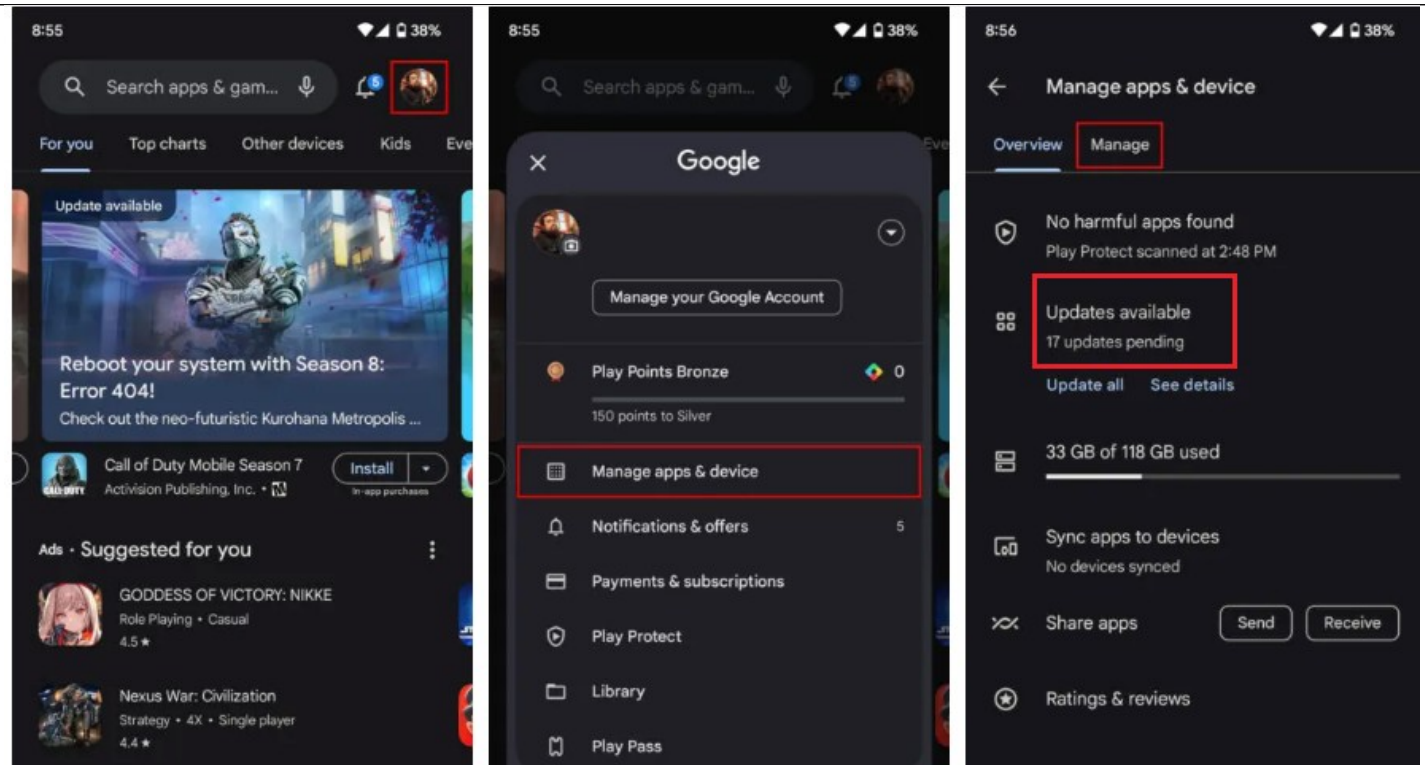 8:55
38%
Search apps & gam...
5
For you
Top charts
Other devices
Kids
Eve
Update available
Reboot your system with Season 8:
Error 404!
Check out the neo-futuristic Kurohana Metropolis ...
CALL-DUTY
Call of Duty Mobile Season 7
Activision Publishing, Inc. •
Install
In-app purchases
Ads • Suggested for you
GODDESS OF VICTORY: NIKKE
Role Playing • Casual
4.5 ★
Nexus War: Civilization
Strategy • 4X • Single player
4.4 ★
8:55
38%
Search apps & gam...
Eve
Google
Manage your Google Account
Play Points Bronze
0
150 points to Silver
Manage apps & device
Notifications & offers
5
Payments & subscriptions
Play Protect
Library
Play Pass
8:56
38%
Manage apps & device
Overview
Manage
No harmful apps found
Play Protect scanned at 2:48 PM
Updates available
17 updates pending
Update all
See details
33 GB of 118 GB used
Sync apps to devices
No devices synced
Share apps
Send
Receive
Ratings & reviews